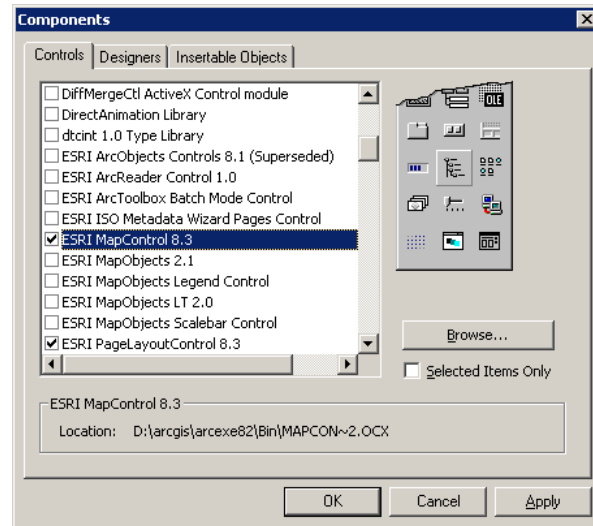 Components
Controls Designers Insertable Objects
DiffMergeCtl ActiveX Control module
DirectAnimation Library
dtcint 1.0 Type Library
ESRI ArcObjects Controls 8.1 (Superseded)
ESRI ArcReader Control 1.0
ESRI ArcToolbox Batch Mode Control
ESRI ISO Metadata Wizard Pages Control
ESRI MapControl 8.3
ESRI MapObjects 2.1
ESRI MapObjects Legend Control
ESRI MapObjects LT 2.0
ESRI MapObjects Scalebar Control
ESRI PageLayoutControl 8.3
OLE
Browse...
Selected Items Only
ESRI MapControl 8.3
Location: D:\arcgis\arcexe82\Bin\MAPCON~2.OCX
OK Cancel Apply